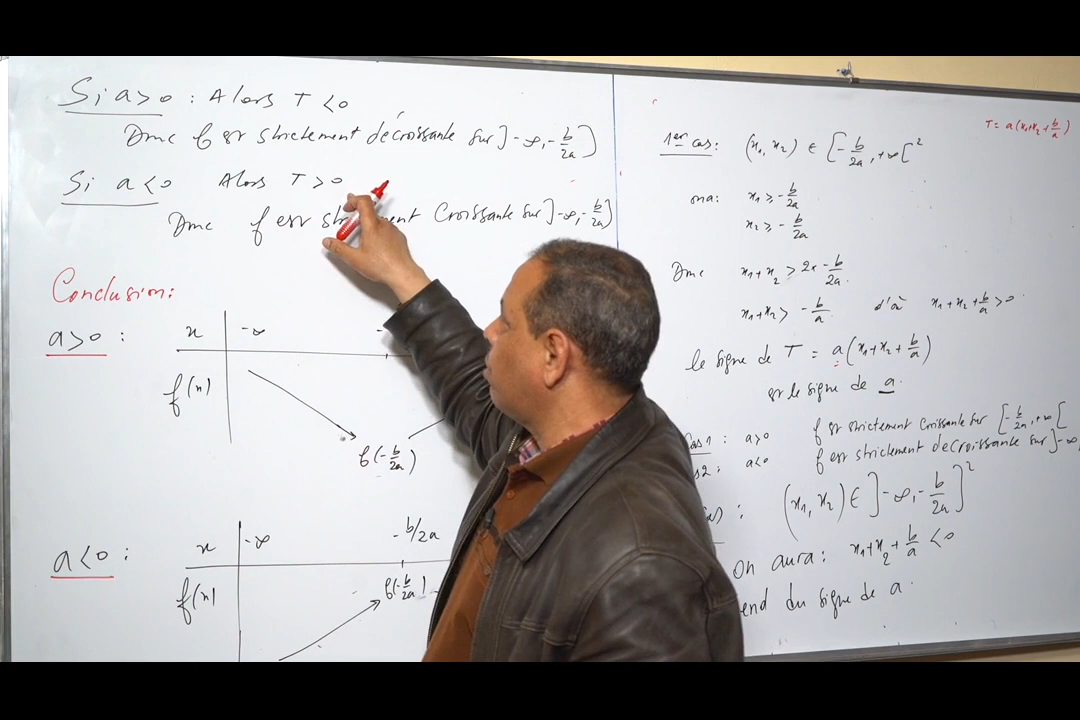 Si a>0 : Alors T<0
Donc f est strictement décroissante sur ]-∞,-b/2a]
Si a<0 Alors T>0
Donc f est strictement Croissante sur ]-∞,-b/2a]
Conclusion:
a>0 :
x -∞
f(x)
f(-b/2a)
a<0 :
x -∞ -b/2a
f(x) f(-b/2a)
T=a(x1+x2+b/a)
1er cas: (x1, x2) ∈ [-b/2a, +∞[²
ona: x1 ≥ -b/2a
x2 ≥ -b/2a
Donc x1+x2 > 2x-b/2a.
x1+x2 > -b/a. d'où x1+x2+b/a >0
le signe de T = a(x1+x2+b/a)
est le signe de a.
cas1 : a>0 f est strictement croissante sur [-b/2a, +∞[
a<0 f est strictement decroissante sur ]-∞
(x1, x2) ∈ ]-∞, -b/2a]²
on aura: x1+x2+b/a <0
du signe de a.